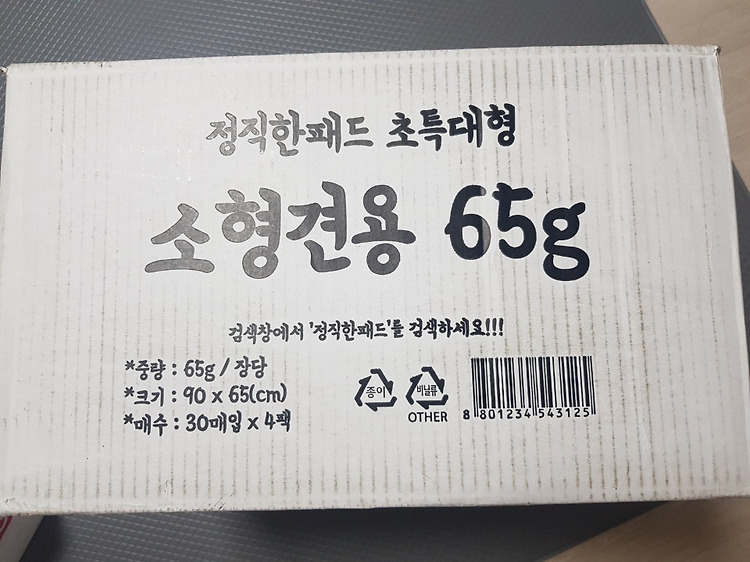 정직한패드 초특대형
소형견용 65g
검색창에서 '정직한패드'를 검색하세요!!!
*중량 : 65g / 장당
*크기 : 90 x 65(cm)
*매수 : 30매입 x 4팩
종이
비닐류
OTHER
8 801234 543125